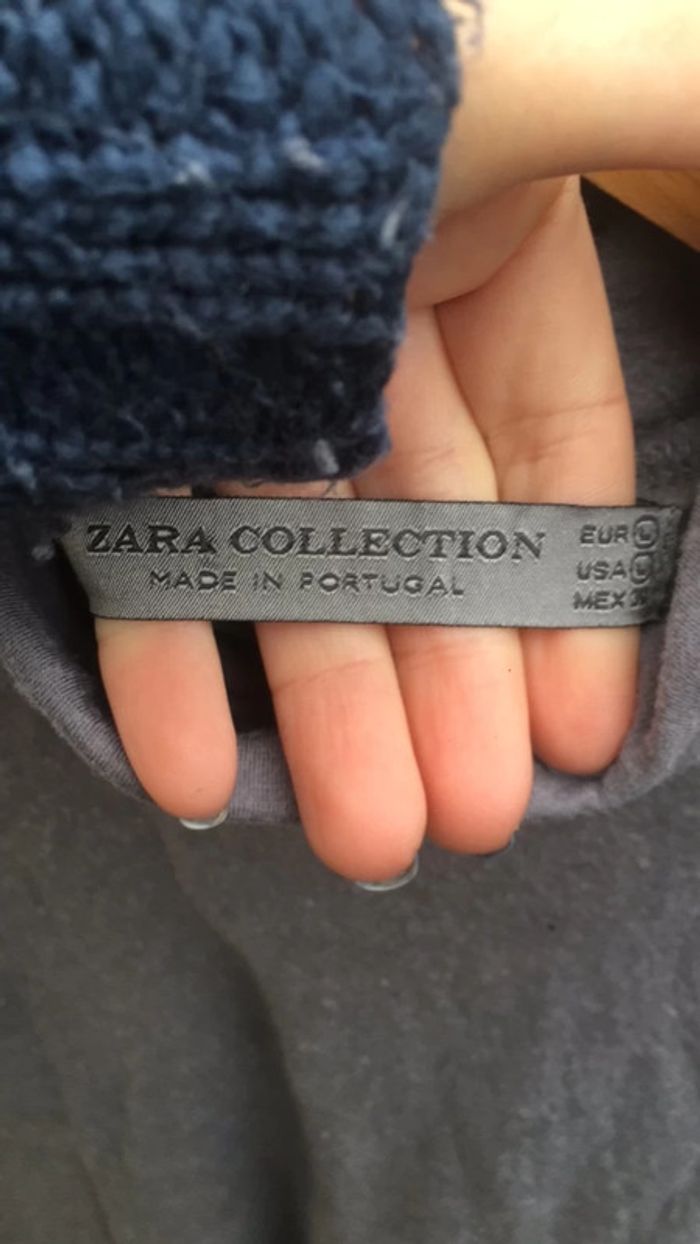 ZARA COLLECTION
MADE IN PORTUGAL
EUR L
USA L
MEX